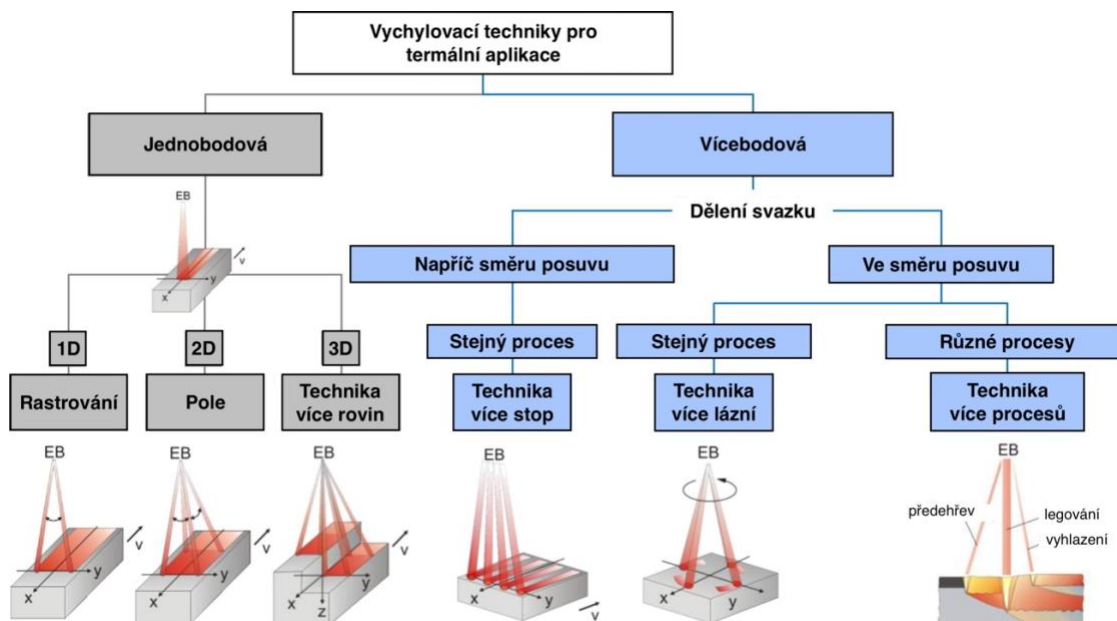 Vychylovací techniky pro
termální aplikace
Jednobodová
Vícebodová
EB
v
y
x
Dělení svazku
Napříč směru posuvu
Ve směru posuvu
1D
2D
3D
Stejný proces
Stejný proces
Různé procesy
Rastrování
Pole
Technika
více rovin
Technika
více stop
Technika
více lázní
Technika
více procesů
EB
v
y
x
EB
v
y
x
EB
v
y
x
z
EB
y
x
v
EB
x
y
EB
předehřev
legování
vyhlazení